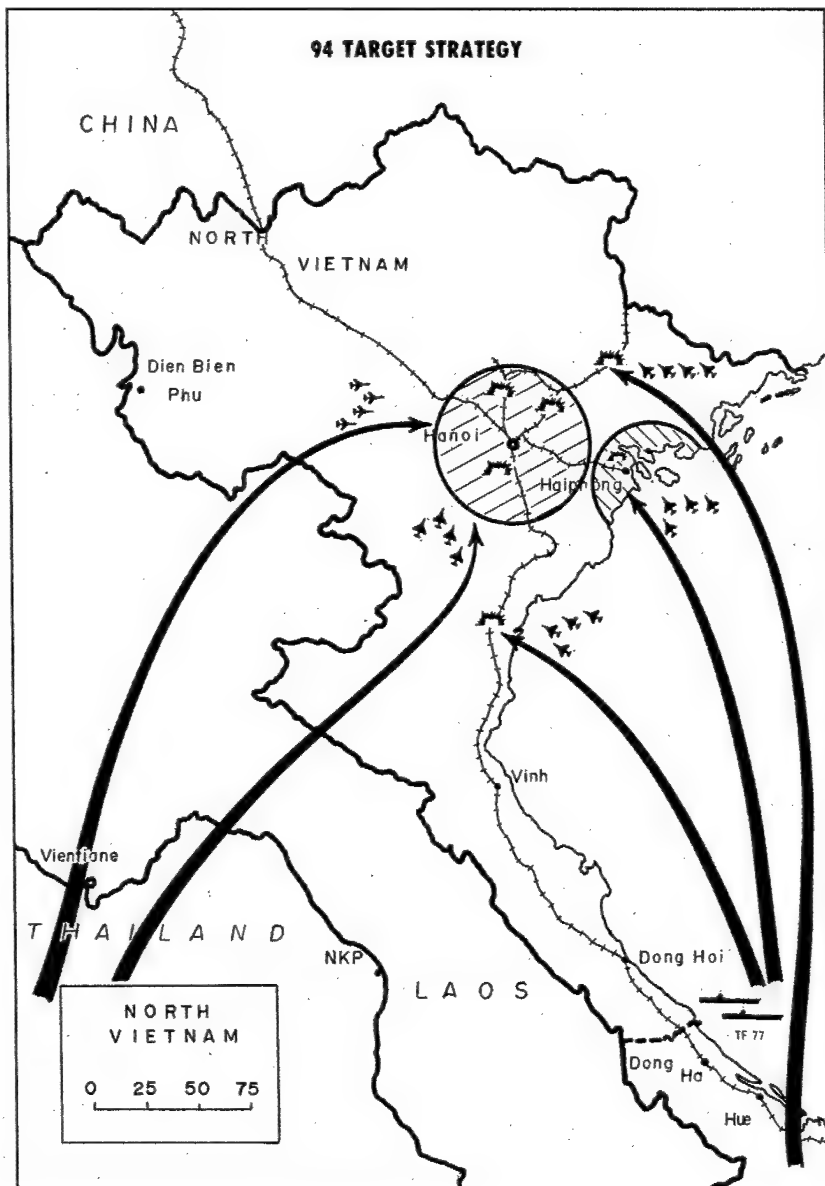 94 TARGET STRATEGY
CHINA
NORTH
VIETNAM
Dien Bien
Phu
Hanoi
Haiphong
Vinh
Vientiane
THAILAND
NKP
LAOS
Dong Hoi
TF 77
Dong
Ha
Hue
NORTH
VIETNAM
0 25 50 75